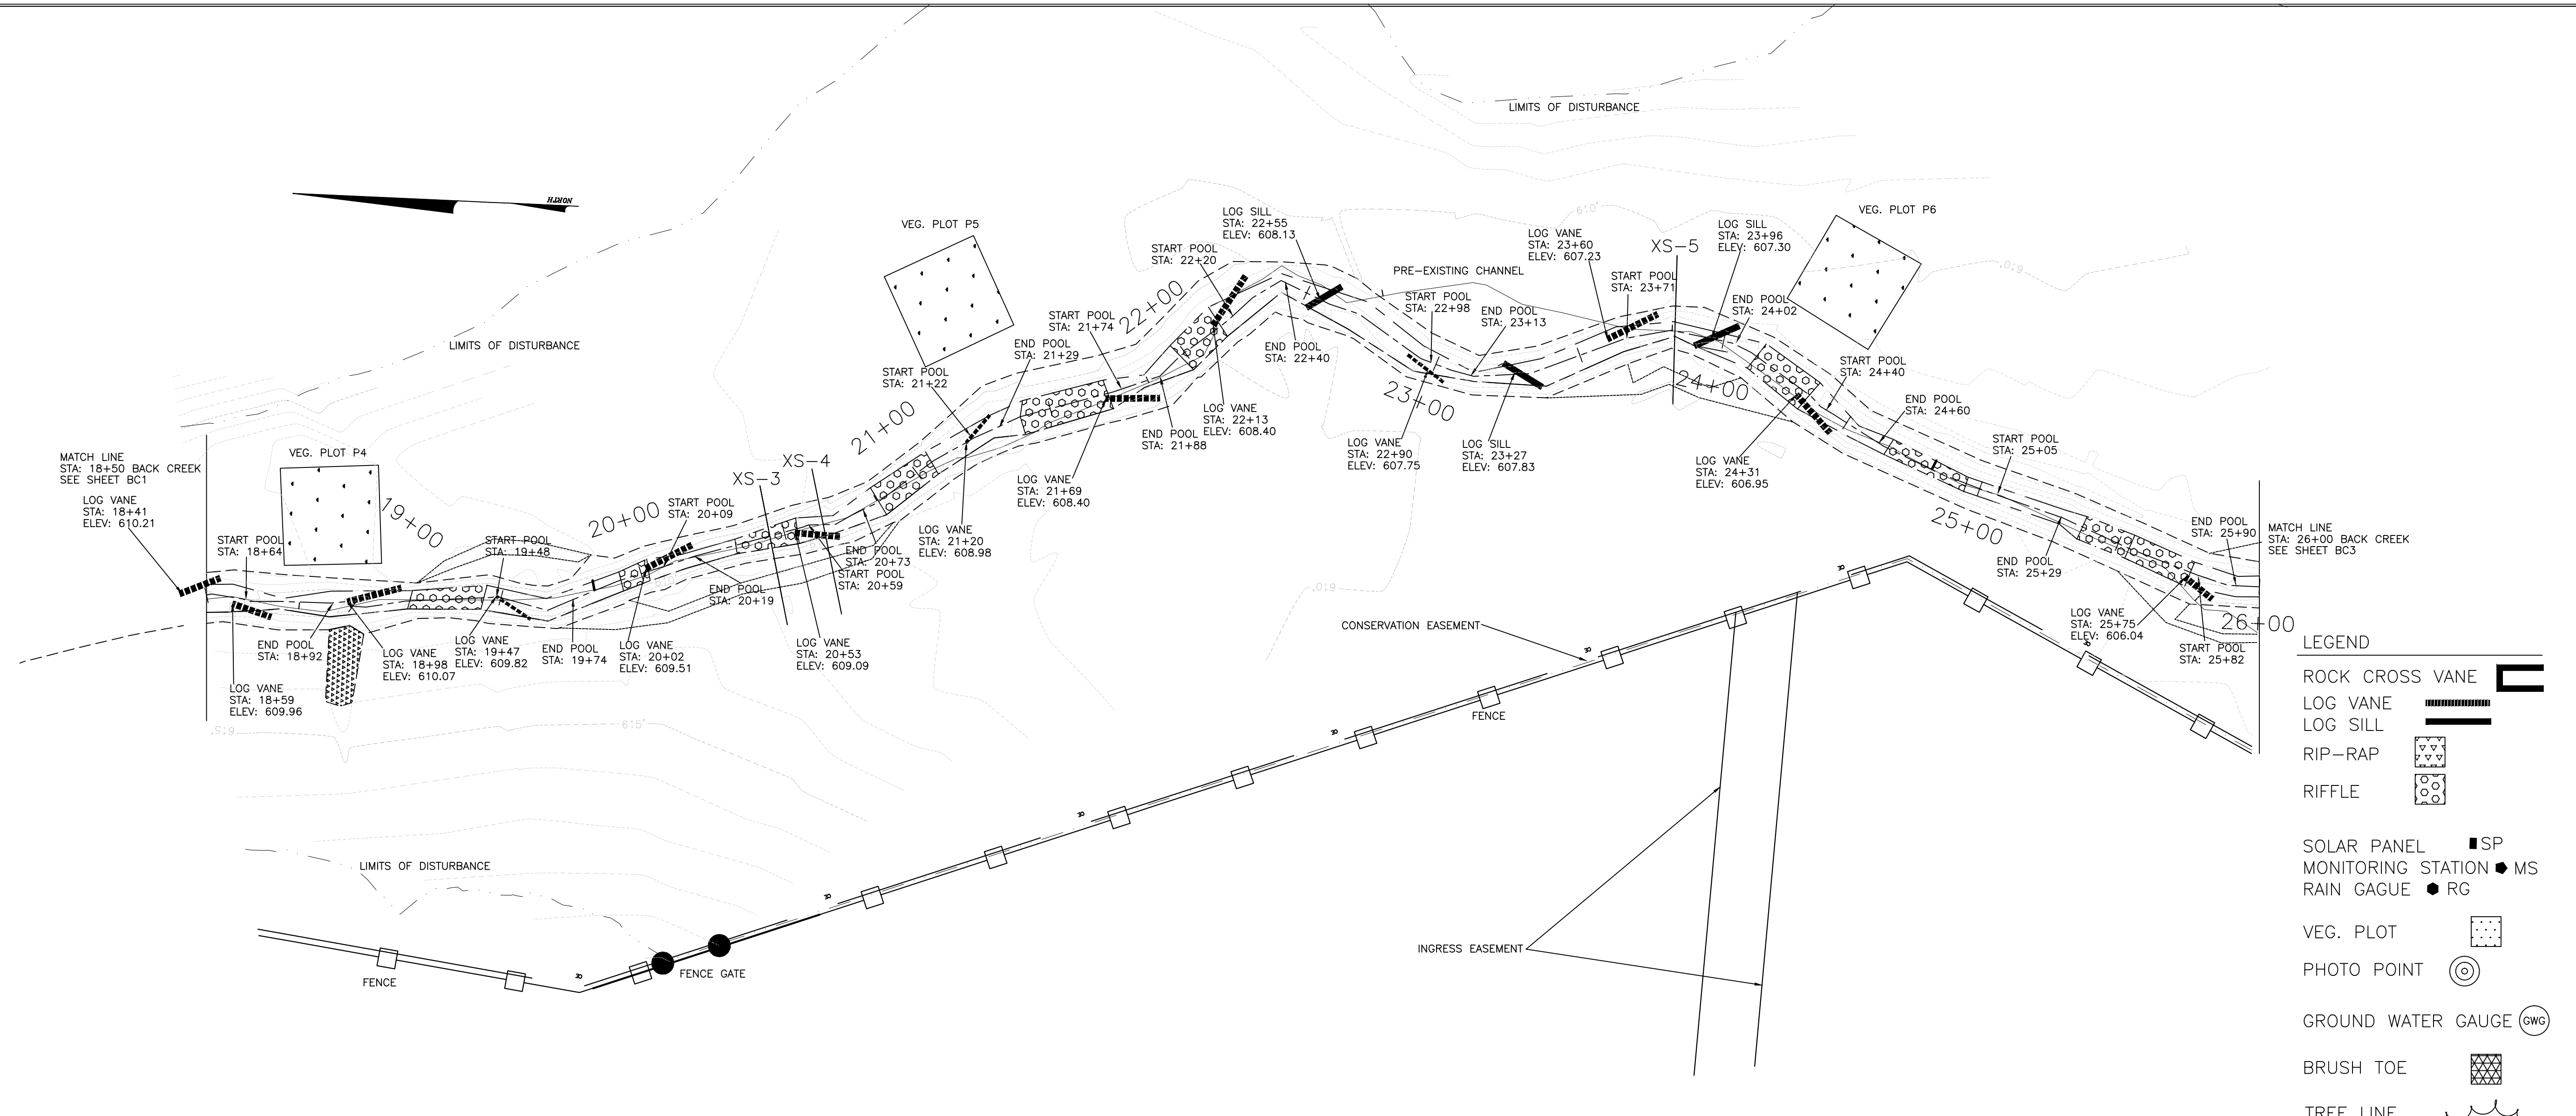 LIMITS OF DISTURBANCE
NORTH
VEG. PLOT P6
LOG SILL
STA: 22+55
ELEV: 608.13
VEG. PLOT P5
LOG SILL
STA: 23+96
ELEV: 607.30
LOG VANE
STA: 23+60
ELEV: 607.23
XS-5
START POOL
STA: 22+20
PRE-EXISTING CHANNEL
START POOL
STA: 23+71
START POOL
STA: 22+98
END POOL
STA: 24+02
22+00
END POOL
STA: 23+13
START POOL
STA: 21+74
LIMITS OF DISTURBANCE
END POOL
STA: 21+29
END POOL
STA: 22+40
START POOL
STA: 24+40
START POOL
STA: 21+22
23+00
24+00
END POOL
STA: 24+60
21+00
LOG VANE
STA: 22+13
ELEV: 608.40
END POOL
STA: 21+88
LOG VANE
STA: 22+90
ELEV: 607.75
LOG SILL
STA: 23+27
ELEV: 607.83
START POOL
STA: 25+05
MATCH LINE
STA: 18+50 BACK CREEK
SEE SHEET BC1
VEG. PLOT P4
XS-4
XS-3
LOG VANE
STA: 24+31
ELEV: 606.95
LOG VANE
STA: 21+69
ELEV: 608.40
LOG VANE
STA: 18+41
ELEV: 610.21
19+00
20+00
START POOL
STA: 20+09
25+00
END POOL
STA: 25+90
MATCH LINE
STA: 26+00 BACK CREEK
SEE SHEET BC3
START POOL
STA: 18+64
START POOL
STA: 19+48
LOG VANE
STA: 21+20
ELEV: 608.98
END POOL
STA: 20+73
START POOL
STA: 20+59
END POOL
STA: 25+29
END POOL
STA: 20+19
610
610
610
615
615
CONSERVATION EASEMENT
LOG VANE
STA: 25+75
ELEV: 606.04
26+00
END POOL
STA: 18+92
LOG VANE
STA: 18+98
ELEV: 610.07
LOG VANE
STA: 19+47
ELEV: 609.82
END POOL
STA: 19+74
LOG VANE
STA: 20+02
ELEV: 609.51
LOG VANE
STA: 20+53
ELEV: 609.09
START POOL
STA: 25+82
LOG VANE
STA: 18+59
ELEV: 609.96
FENCE
LIMITS OF DISTURBANCE
INGRESS EASEMENT
FENCE GATE
FENCE
LEGEND
ROCK CROSS VANE
LOG VANE
LOG SILL
RIP-RAP
RIFFLE
SOLAR PANEL SP
MONITORING STATION MS
RAIN GAGUE RG
VEG. PLOT
PHOTO POINT
GROUND WATER GAUGE GWG
BRUSH TOE
TREE LINE